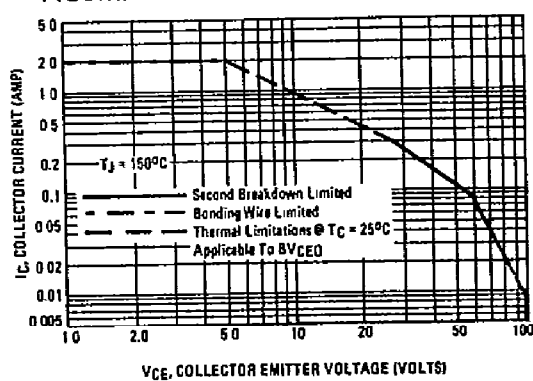 5 0
2 0
1 0
0 5
0.2
0.1
0 05
0 02
0.01
0 005
IC, COLLECTOR CURRENT (AMP)
TJ = 150°C
Second Breakdown Limited
Bonding Wire Limited
Thermal Limitations @ TC = 25°C
Applicable To BVCEO
1 0
2.0
5 0
10
20
50
100
VCE, COLLECTOR EMITTER VOLTAGE (VOLTS)